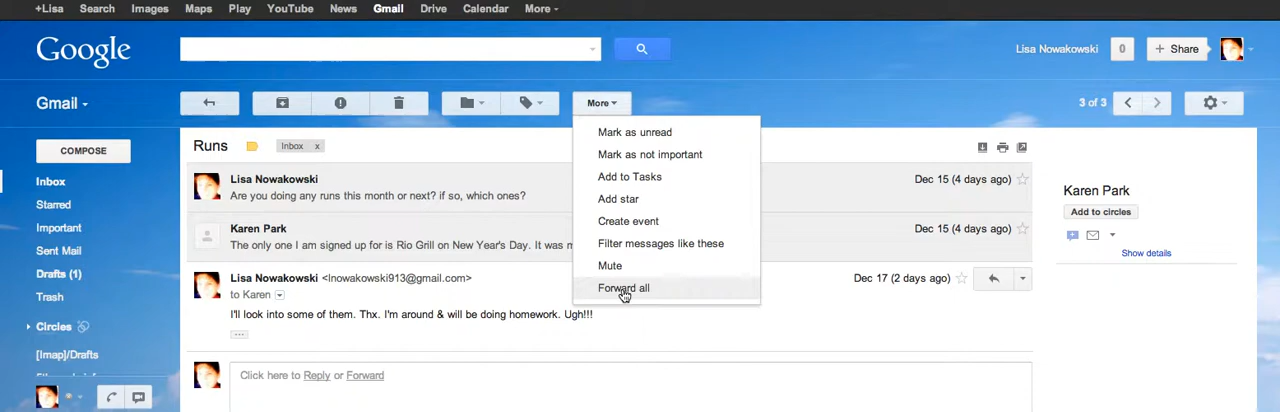 +Lisa Search Images Maps Play YouTube News Gmail Drive Calendar More
Google
Lisa Nowakowski 0 + Share
Gmail
More
3 of 3
COMPOSE
Inbox
Starred
Important
Sent Mail
Drafts (1)
Trash
Circles
[Imap]/Drafts
Runs Inbox x
Lisa Nowakowski Dec 15 (4 days ago)
Are you doing any runs this month or next? if so, which ones?
Karen Park Dec 15 (4 days ago)
The only one I am signed up for is Rio Grill on New Year's Day. It was
Lisa Nowakowski <lnowakowski913@gmail.com> Dec 17 (2 days ago)
to Karen
I'll look into some of them. Thx. I'm around & will be doing homework. Ugh!!!
Click here to Reply or Forward
Mark as unread
Mark as not important
Add to Tasks
Add star
Create event
Filter messages like these
Mute
Forward all
Karen Park
Add to circles
Show details